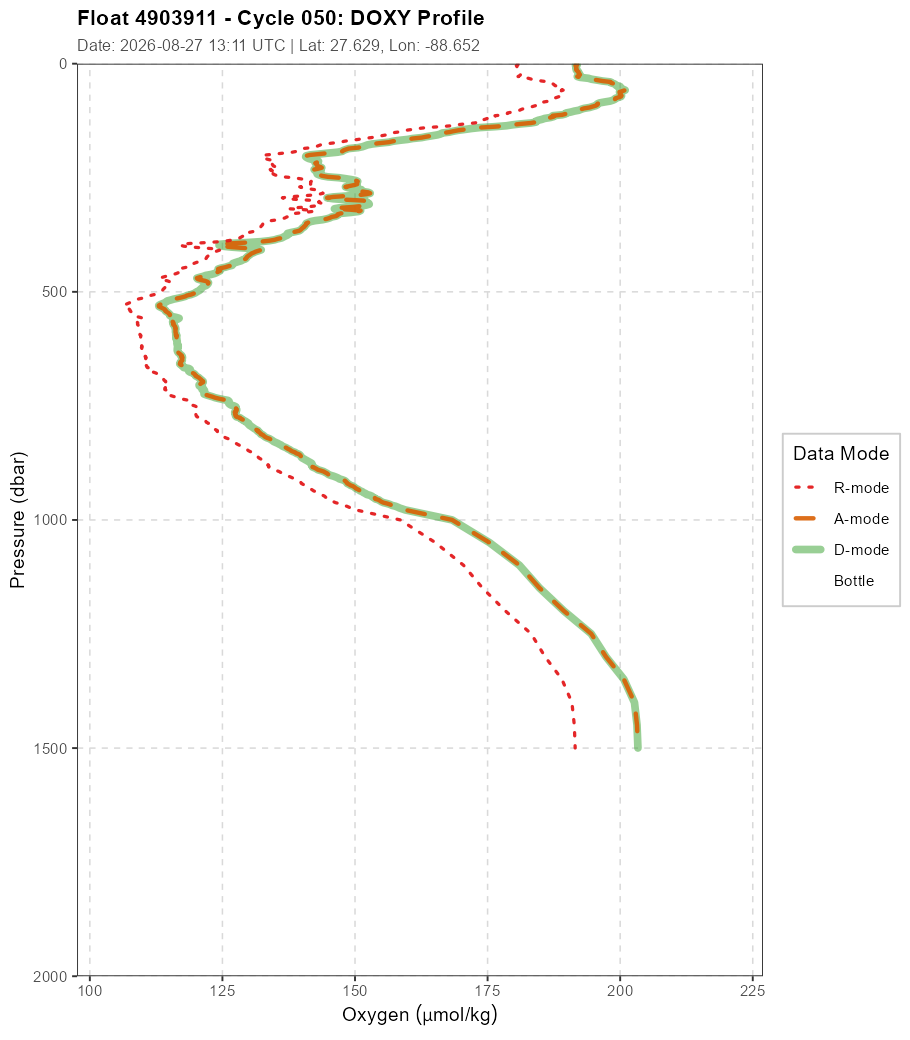 Float 4903911 - Cycle 050: DOXY Profile
Date: 2026-08-27 13:11 UTC | Lat: 27.629, Lon: -88.652
0
500
1000
1500
2000
Pressure (dbar)
100 125 150 175 200 225
Oxygen (μmol/kg)
Data Mode
R-mode
A-mode
D-mode
Bottle